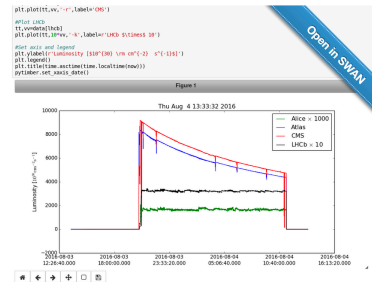 plt.plot(tt,vv,'-r',label='CMS')
#Plot LHCb
tt,vv=data[lhcb]
plt.plot(tt,10*vv,'-k',label=r'LHCb $\times$ 10')
#Set axis and legend
plt.ylabel(r'Luminosity [$10^{30} \rm cm^{-2} s^{-1}$]')
plt.legend()
plt.title(time.asctime(time.localtime(now)))
pytimber.set_xaxis_date()
Open in SWAN
Figure 1
Thu Aug 4 13:33:32 2016
10000
8000
6000
4000
2000
0
−2000
Alice × 1000
Atlas
CMS
LHCb × 10
2016-08-03 2016-08-03 2016-08-03 2016-08-04 2016-08-04 2016-08-04
12:26:40.000 18:00:00.000 23:33:20.000 05:06:40.000 10:40:00.000 16:13:20.000